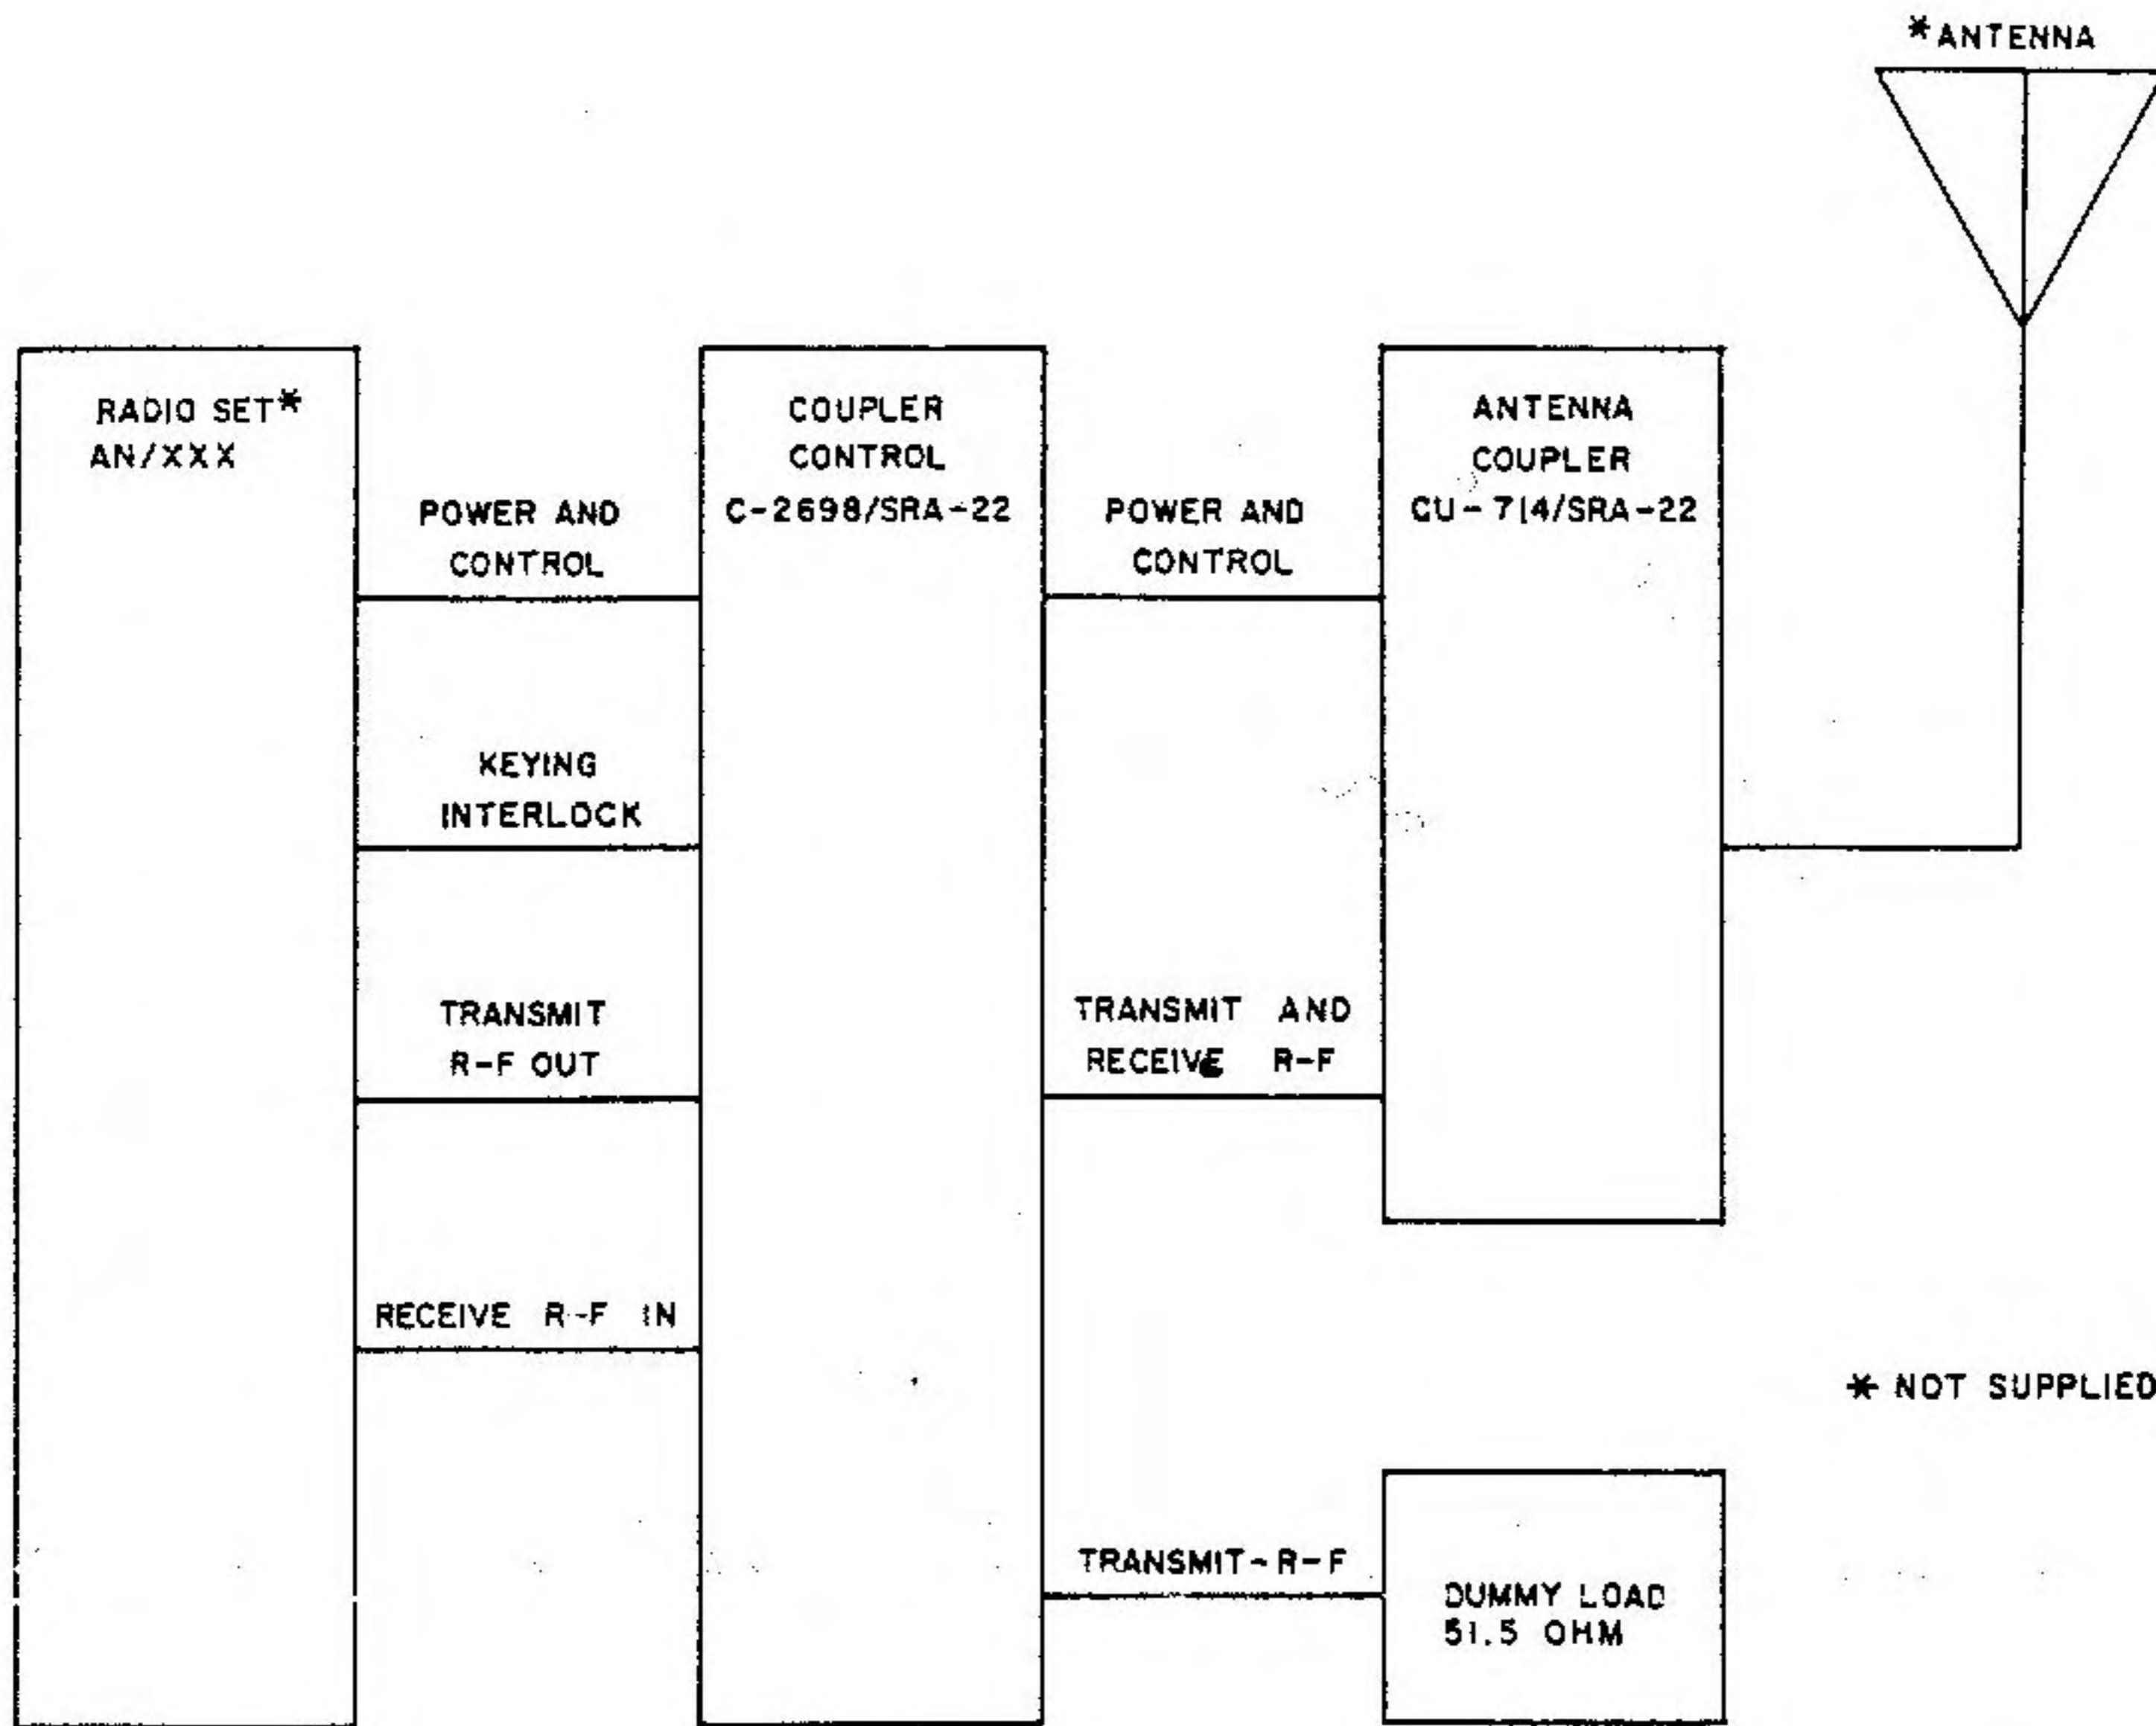 *ANTENNA
RADIO SET*
AN/XXX
POWER AND
CONTROL
KEYING
INTERLOCK
TRANSMIT
R-F OUT
RECEIVE R-F IN
COUPLER
CONTROL
C-2698/SRA-22
POWER AND
CONTROL
TRANSMIT AND
RECEIVE R-F
TRANSMIT-R-F
ANTENNA
COUPLER
CU-714/SRA-22
DUMMY LOAD
51.5 OHM
* NOT SUPPLIED